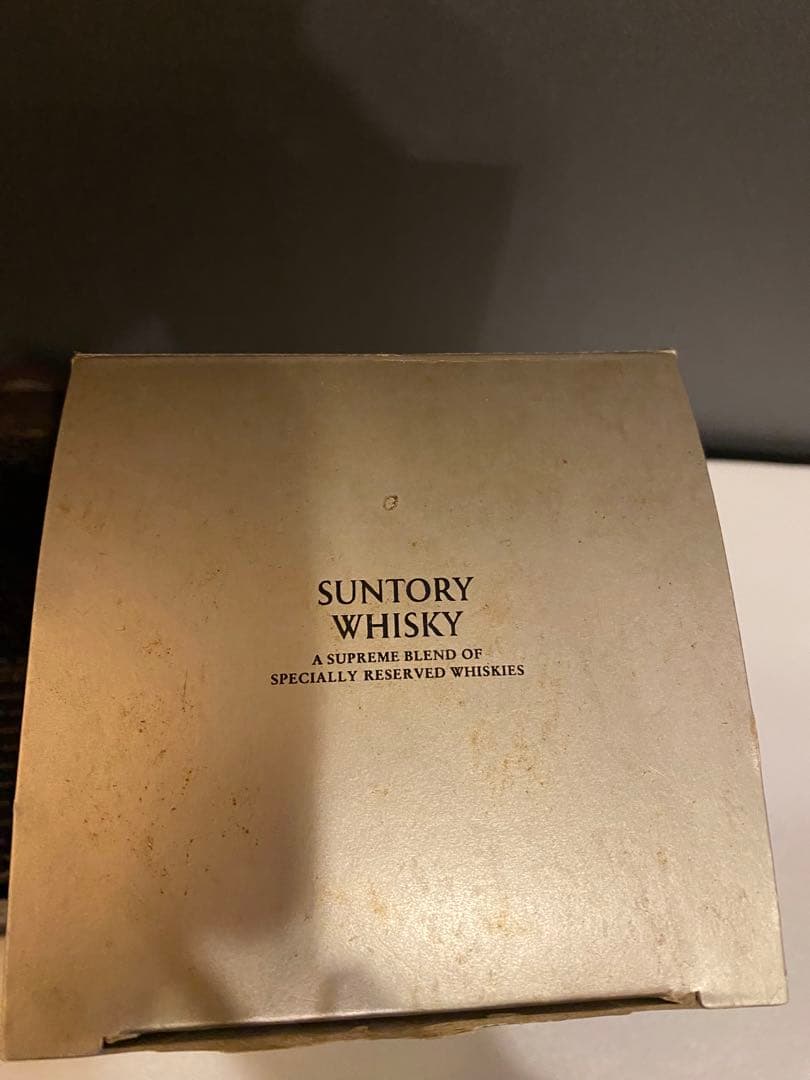 SUNTORY
WHISKY
A SUPREME BLEND OF
SPECIALLY RESERVED WHISKIES